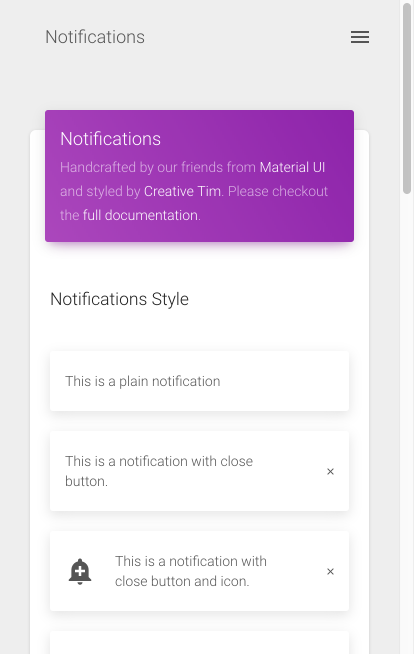 Notifications
Notifications
Handcrafted by our friends from Material UI
and styled by Creative Tim. Please checkout
the full documentation.
Notifications Style
This is a plain notification
This is a notification with close
button.
×
This is a notification with
close button and icon.
×